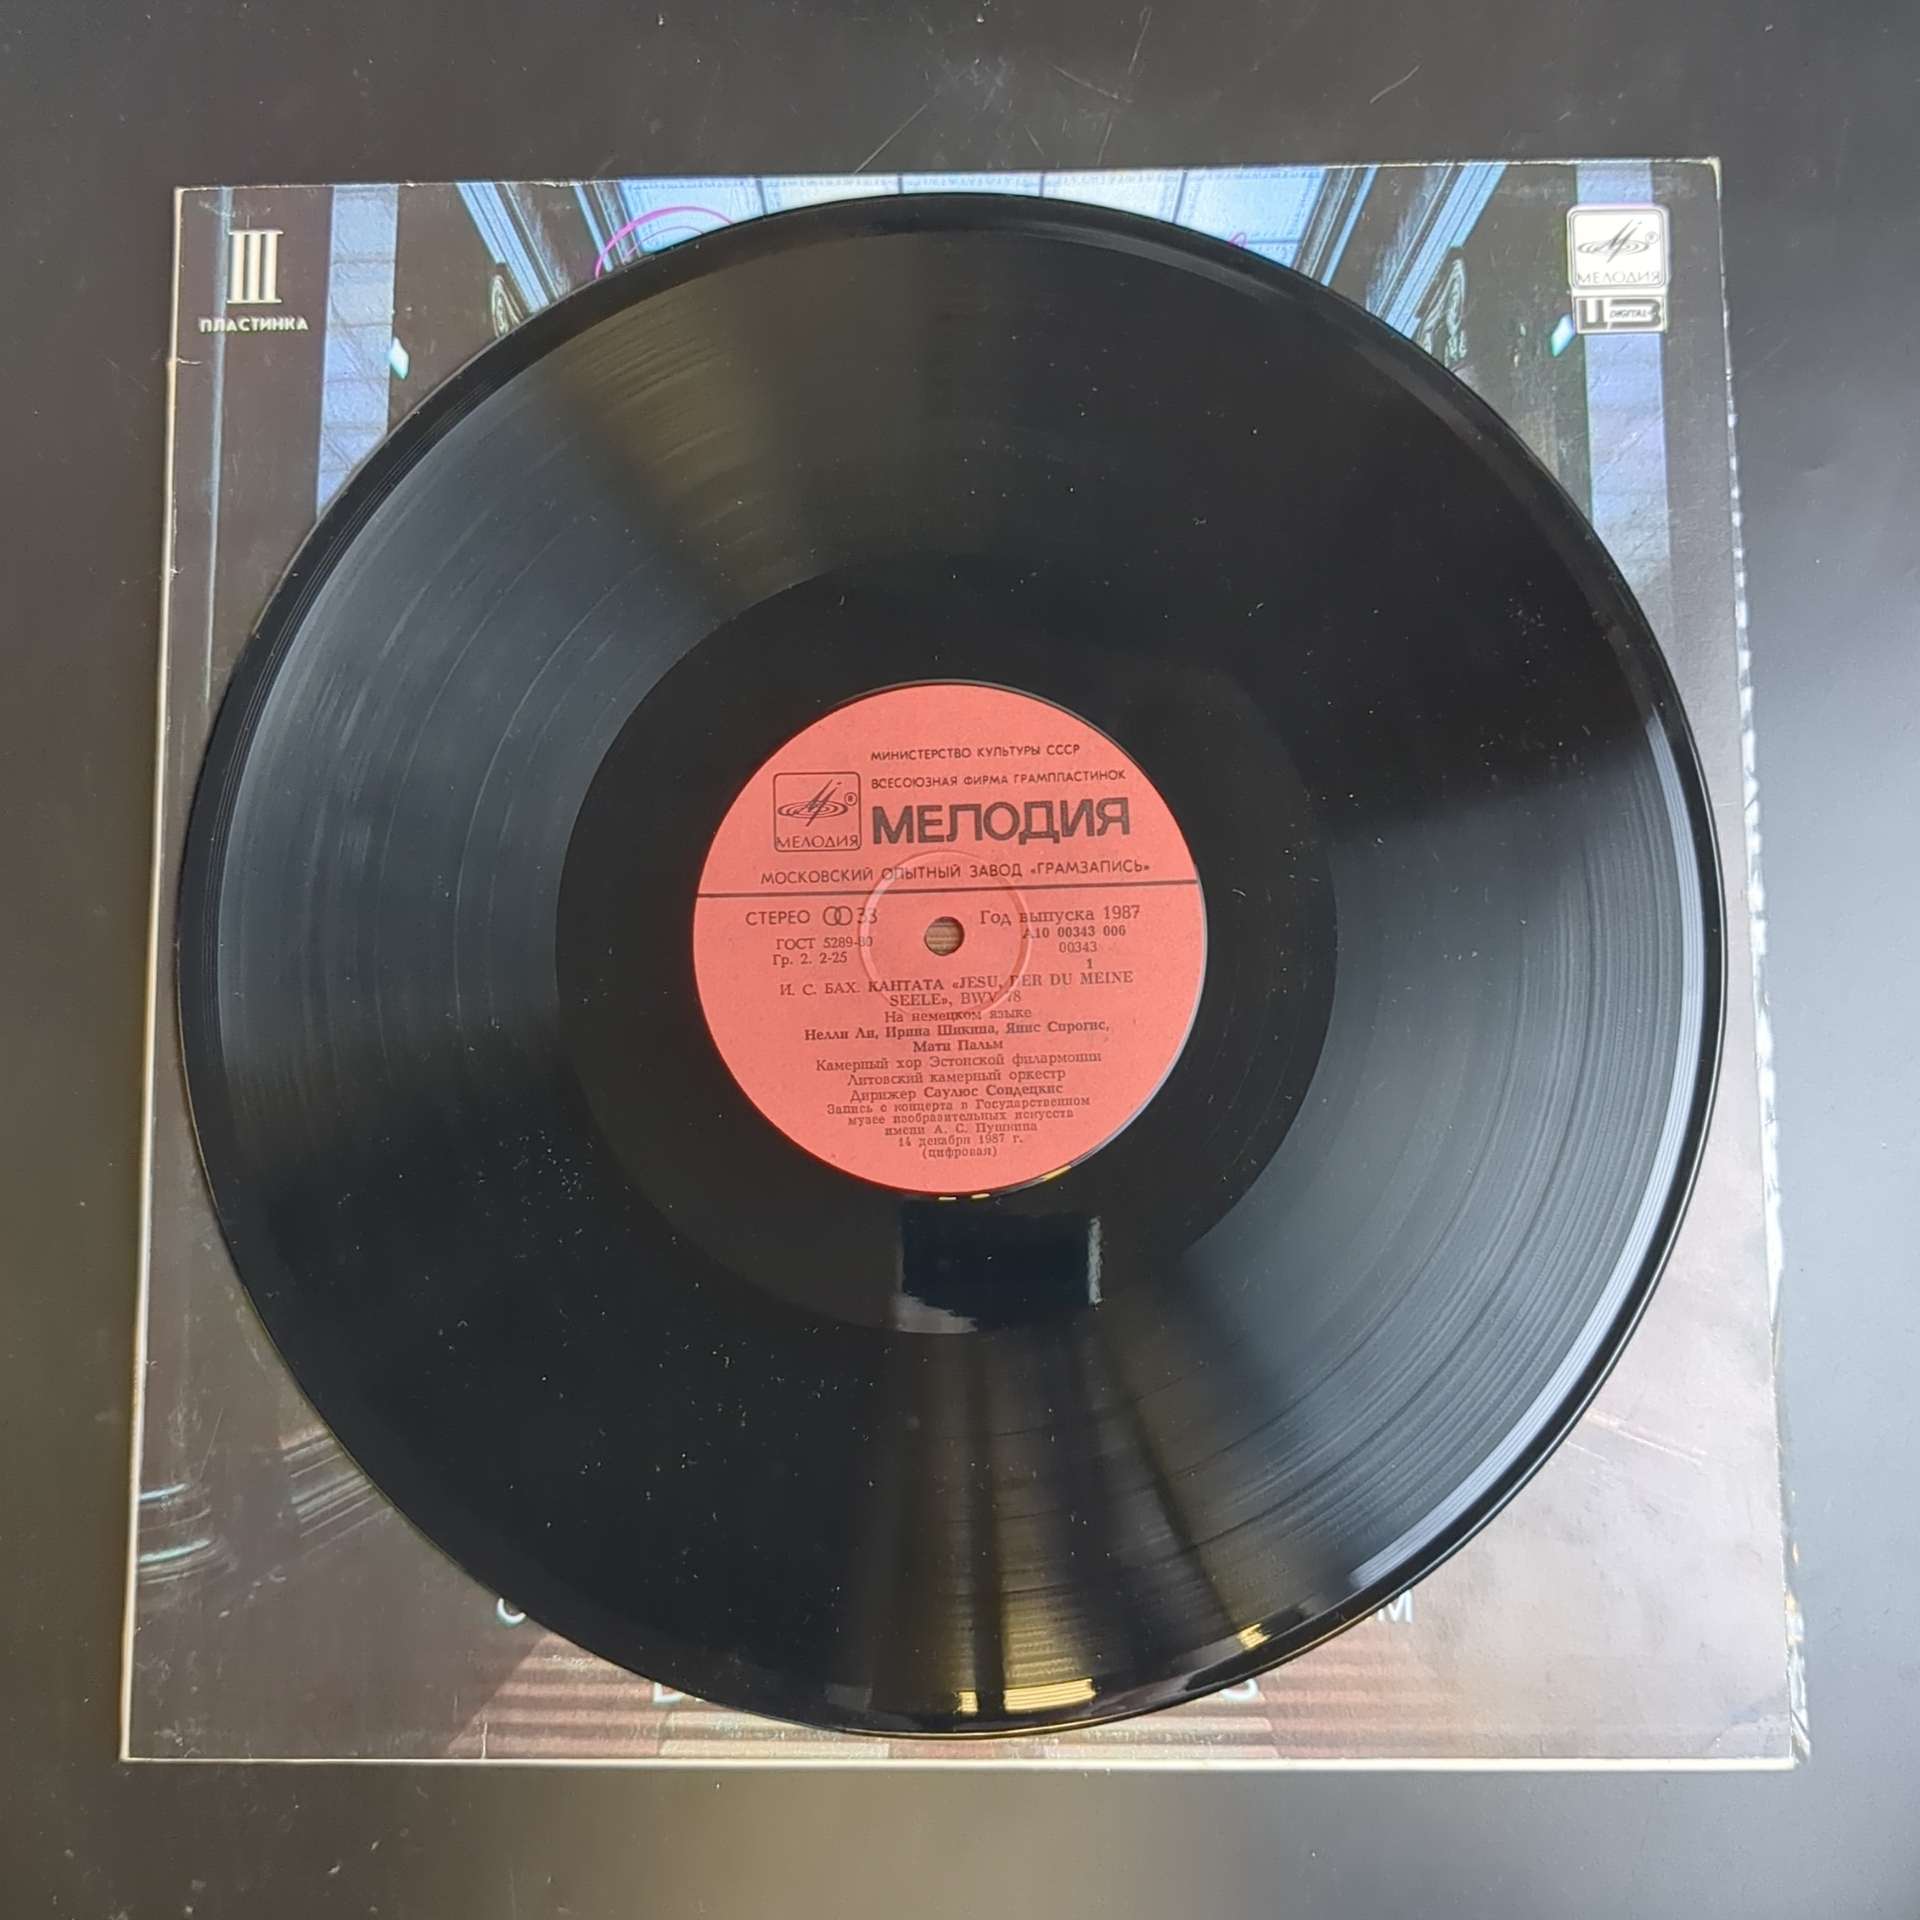 III
ПЛАСТИНКА
МЕЛОДИЯ
DIGITAL
МИНИСТЕРСТВО КУЛЬТУРЫ СССР
ВСЕСОЮЗНАЯ ФИРМА ГРАМПЛАСТИНОК
МЕЛОДИЯ
МЕЛОДИЯ
МОСКОВСКИЙ ОПЫТНЫЙ ЗАВОД «ГРАМЗАПИСЬ»
СТЕРЕО 33 Год выпуска 1987
ГОСТ 5289-80 А10 00343 006
Гр. 2. 2-25 00343
1
И. С. БАХ. КАНТАТА «JESU, DER DU MEINE
SEELE», BWV 78
На немецком языке
Нелли Ли, Ирина Шикина, Янис Спрогис,
Мати Пальм
Камерный хор Эстонской филармонии
Литовский камерный оркестр
Дирижер Саулюс Сондецкис
Запись с концерта в Государственном
музее изобразительных искусств
имени А. С. Пушкина
14 декабря 1987 г.
(цифровая)